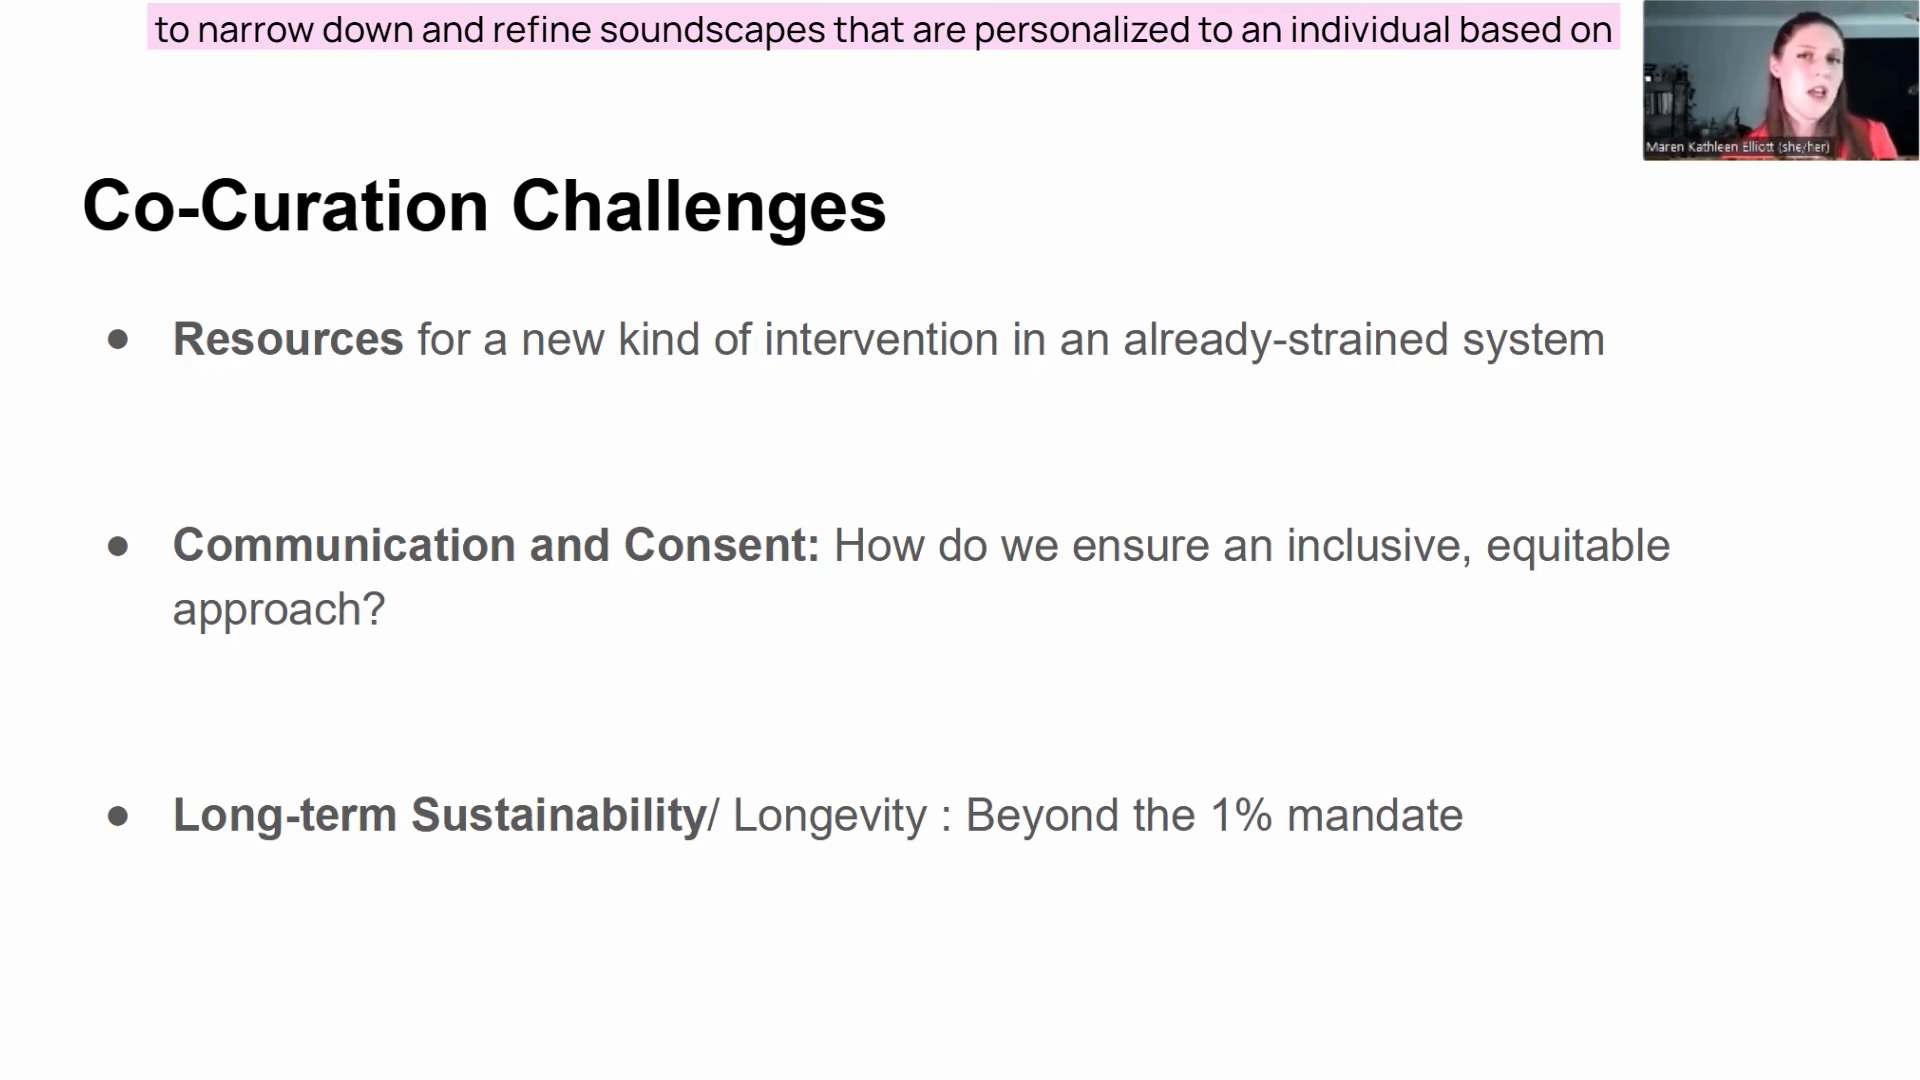 to narrow down and refine soundscapes that are personalized to an individual based on
Maren Kathleen Elliott (she/her)
Co-Curation Challenges
● Resources for a new kind of intervention in an already-strained system
● Communication and Consent: How do we ensure an inclusive, equitable
approach?
● Long-term Sustainability/ Longevity : Beyond the 1% mandate